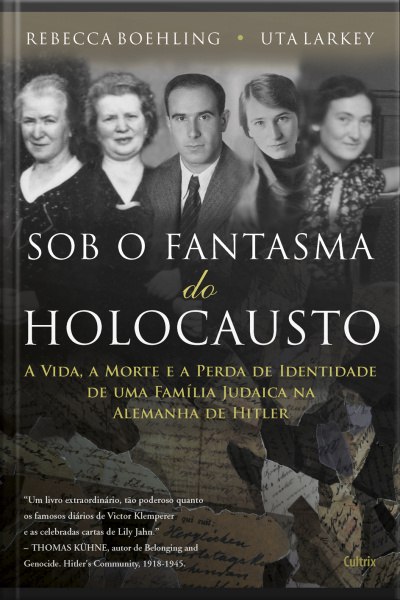 REBECCA BOEHLING • UTA LARKEY
SOB O FANTASMA
do
HOLOCAUSTO
A VIDA, A MORTE E A PERDA DE IDENTIDADE
DE UMA FAMÍLIA JUDAICA NA
ALEMANHA DE HITLER
“Um livro extraordinário, tão poderoso quanto
os famosos diários de Victor Klemperer
e as celebradas cartas de Lily Jahn.”
– THOMAS KÜHNE, autor de Belonging and
Genocide. Hitler’s Community, 1918-1945.
Cultrix